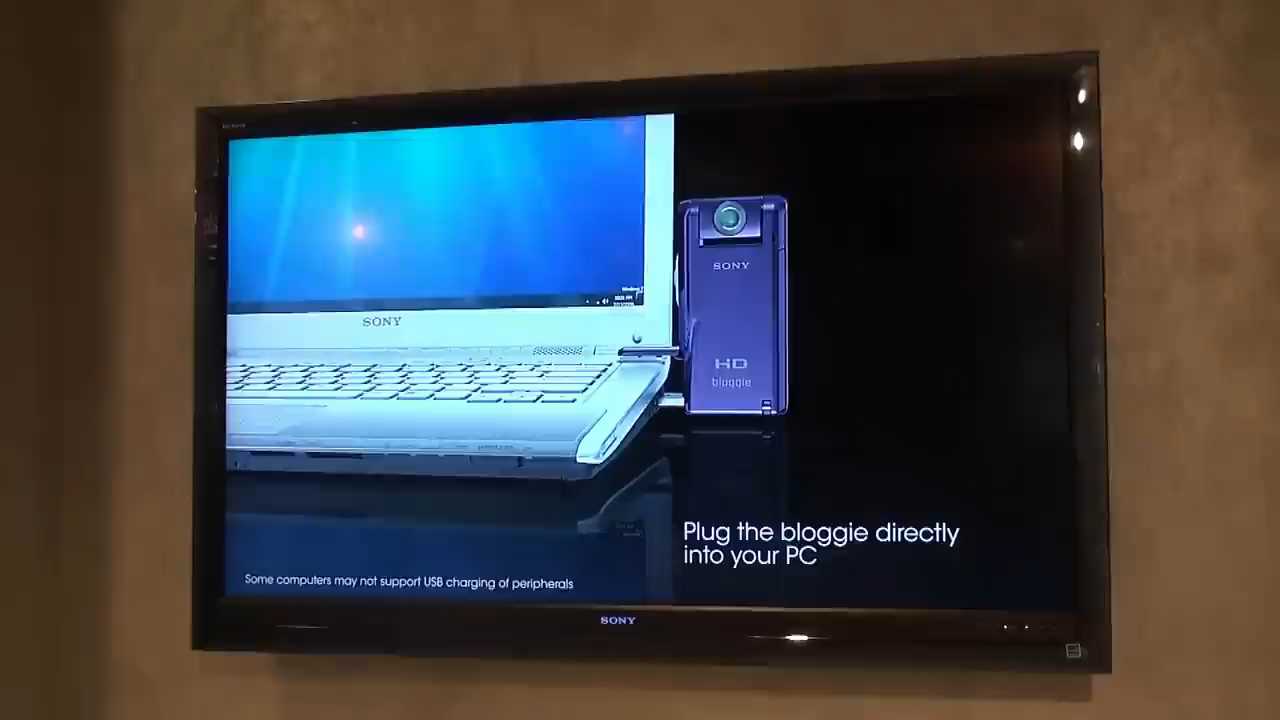 SONY
SONY
HD
bloggie
Plug the bloggie directly
into your PC
Some computers may not support USB charging of peripherals
SONY